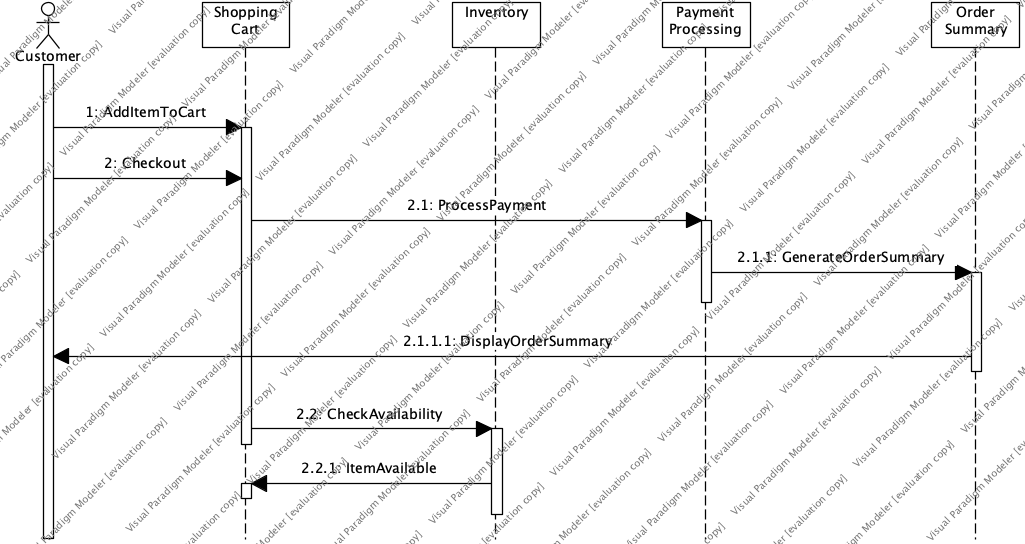 Shopping
Cart
Inventory
Payment
Processing
Order
Summary
Customer
1: AddItemToCart
2: Checkout
2.1: ProcessPayment
2.1.1: GenerateOrderSummary
2.1.1.1: DisplayOrderSummary
2.2: CheckAvailability
2.2.1: ItemAvailable
Visual Paradigm Modeler [evaluation copy]